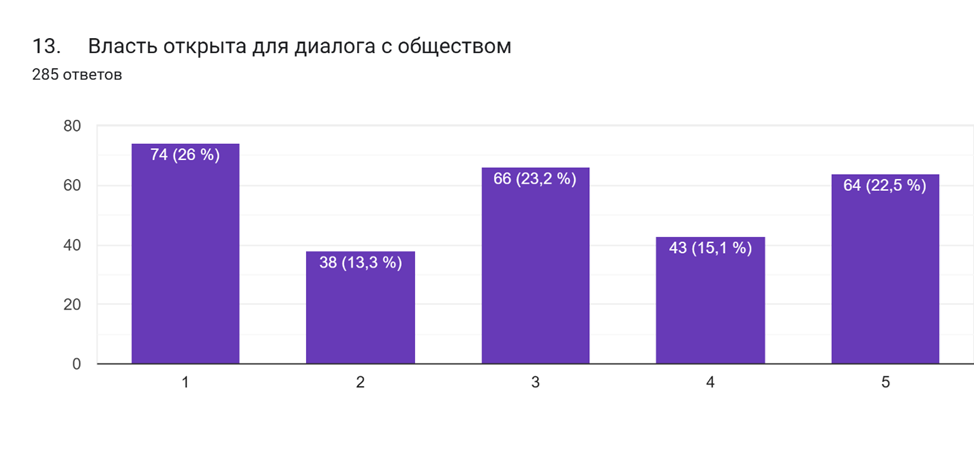 13. Власть открыта для диалога с обществом
285 ответов
80
60
40
20
0
74 (26 %)
38 (13,3 %)
66 (23,2 %)
43 (15,1 %)
64 (22,5 %)
1 2 3 4 5